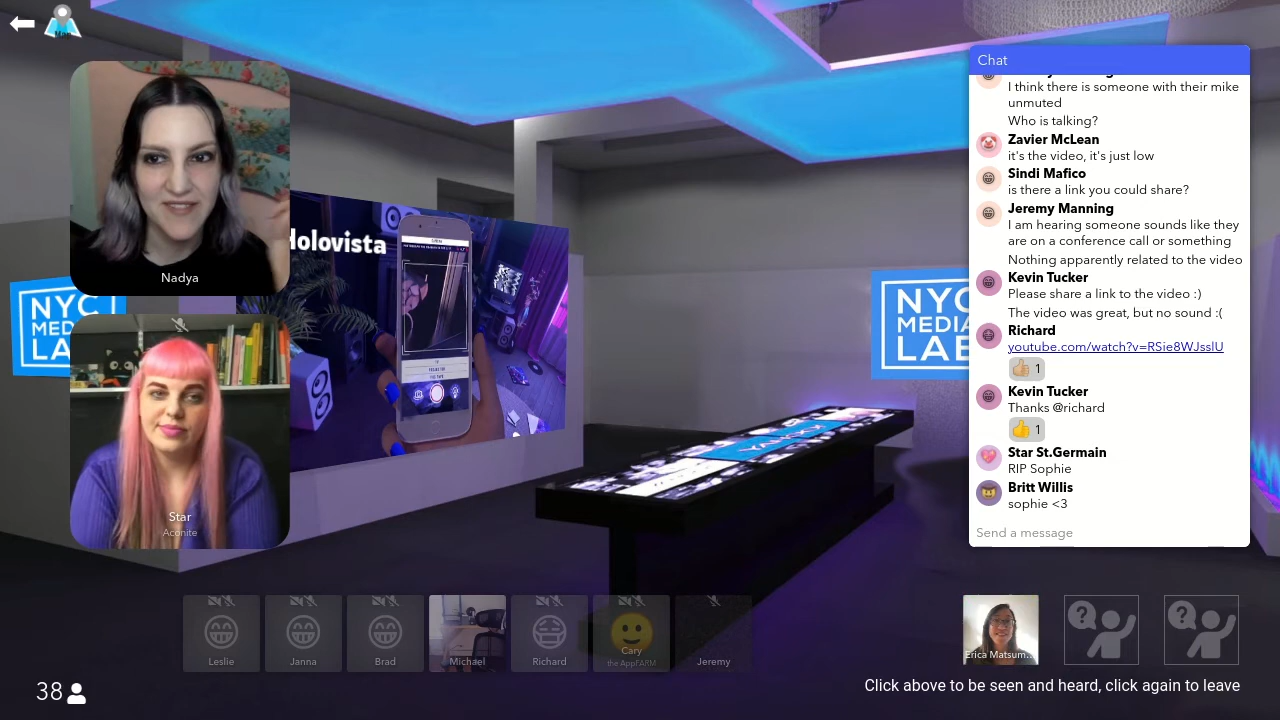 Map
Nadya
Star
Aconite
NYC
MEDIA
LAB
Holovista
NYC
MEDIA
LAB
YAHOO!
Chat
I think there is someone with their mike
unmuted
Who is talking?
Zavier McLean
it's the video, it's just low
Sindi Mafico
is there a link you could share?
Jeremy Manning
I am hearing someone sounds like they
are on a conference call or something
Nothing apparently related to the video
Kevin Tucker
Please share a link to the video :)
The video was great, but no sound :(
Richard
youtube.com/watch?v=RSie8WJsslU
1
Kevin Tucker
Thanks @richard
1
Star St.Germain
RIP Sophie
Britt Willis
sophie <3
Send a message
Leslie
Janna
Brad
Michael
Richard
Cary
the AppFARM
Jeremy
Erica Matsum...
?
?
38
Click above to be seen and heard, click again to leave